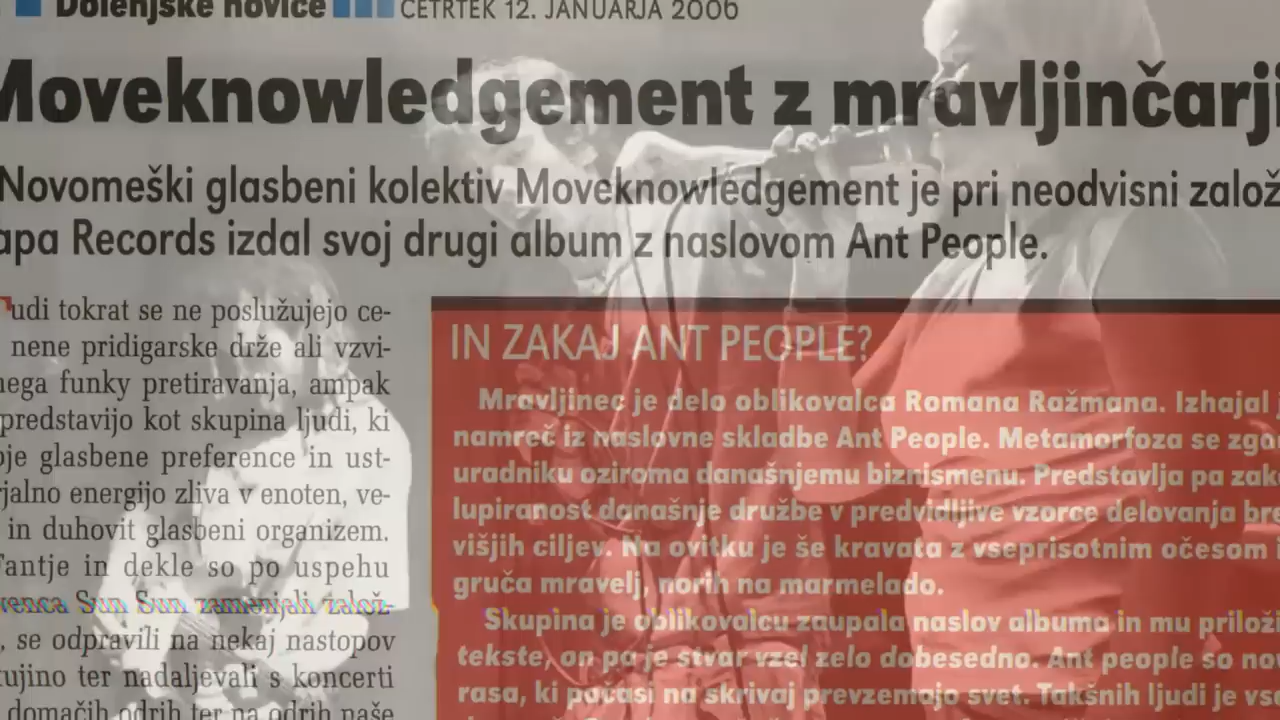 Dolenjske novice ČETRTEK 12. JANUARJA 2006
Moveknowledgement z mravljinčarji
Novomeški glasbeni kolektiv Moveknowledgement je pri neodvisni založ
apa Records izdal svoj drugi album z naslovom Ant People.
Tudi tokrat se ne poslužujejo ce-
nene pridigarske drže ali vzvi-
nega funky pretiravanja, ampak
predstavijo kot skupina ljudi, ki
oje glasbene preference in ust-
rjalno energijo zliva v enoten, ve-
in duhovit glasbeni organizem.
Fantje in dekle so po uspehu
venca Sun Sun zamenjali založ-
, se odpravili na nekaj nastopov
tujino ter nadaljevali s koncerti
domačih odrih ter na odrih naše
IN ZAKAJ ANT PEOPLE?
Mravljinec je delo oblikovalca Romana Ražmana. Izhajal
namreč iz naslovne skladbe Ant People. Metamorfoza se zgo
uradniku oziroma današnjemu biznismenu. Predstavlja pa zak
lupiranost današnje družbe v predvidljive vzorce delovanja bre
višjih ciljev. Na ovitku je še kravata z vseprisotnim očesom i
gruča mravelj, norih na marmelado.
Skupina je oblikovalcu zaupala naslov albuma in mu priloži
tekste, on pa je stvar vzel zelo dobesedno. Ant people so nov
rasa, ki počasi na skrivaj prevzemajo svet. Takšnih ljudi je vse